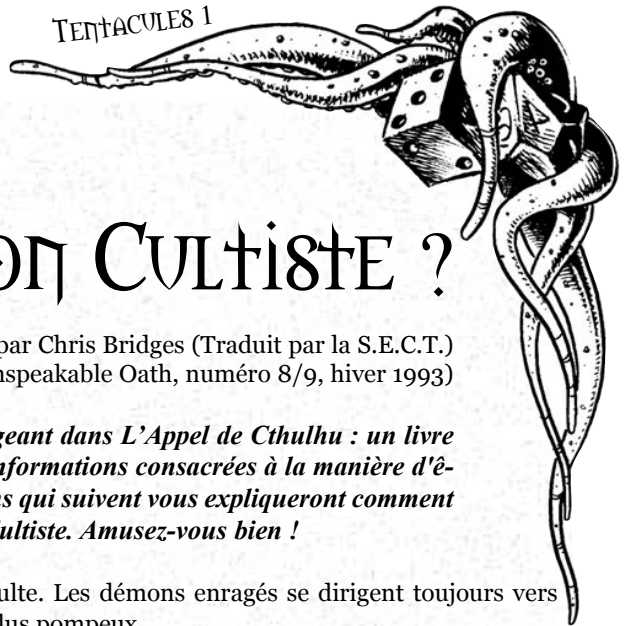 TENTACULES 1
ON CULTISTE ?
par Chris Bridges (Traduit par la S.E.C.T.)
nspeakable Oath, numéro 8/9, hiver 1993)
geant dans L’Appel de Cthulhu : un livre
nformations consacrées à la manière d'ê-
ns qui suivent vous expliqueront comment
ultiste. Amusez-vous bien !
ulte. Les démons enragés se dirigent toujours vers
lus pompeux